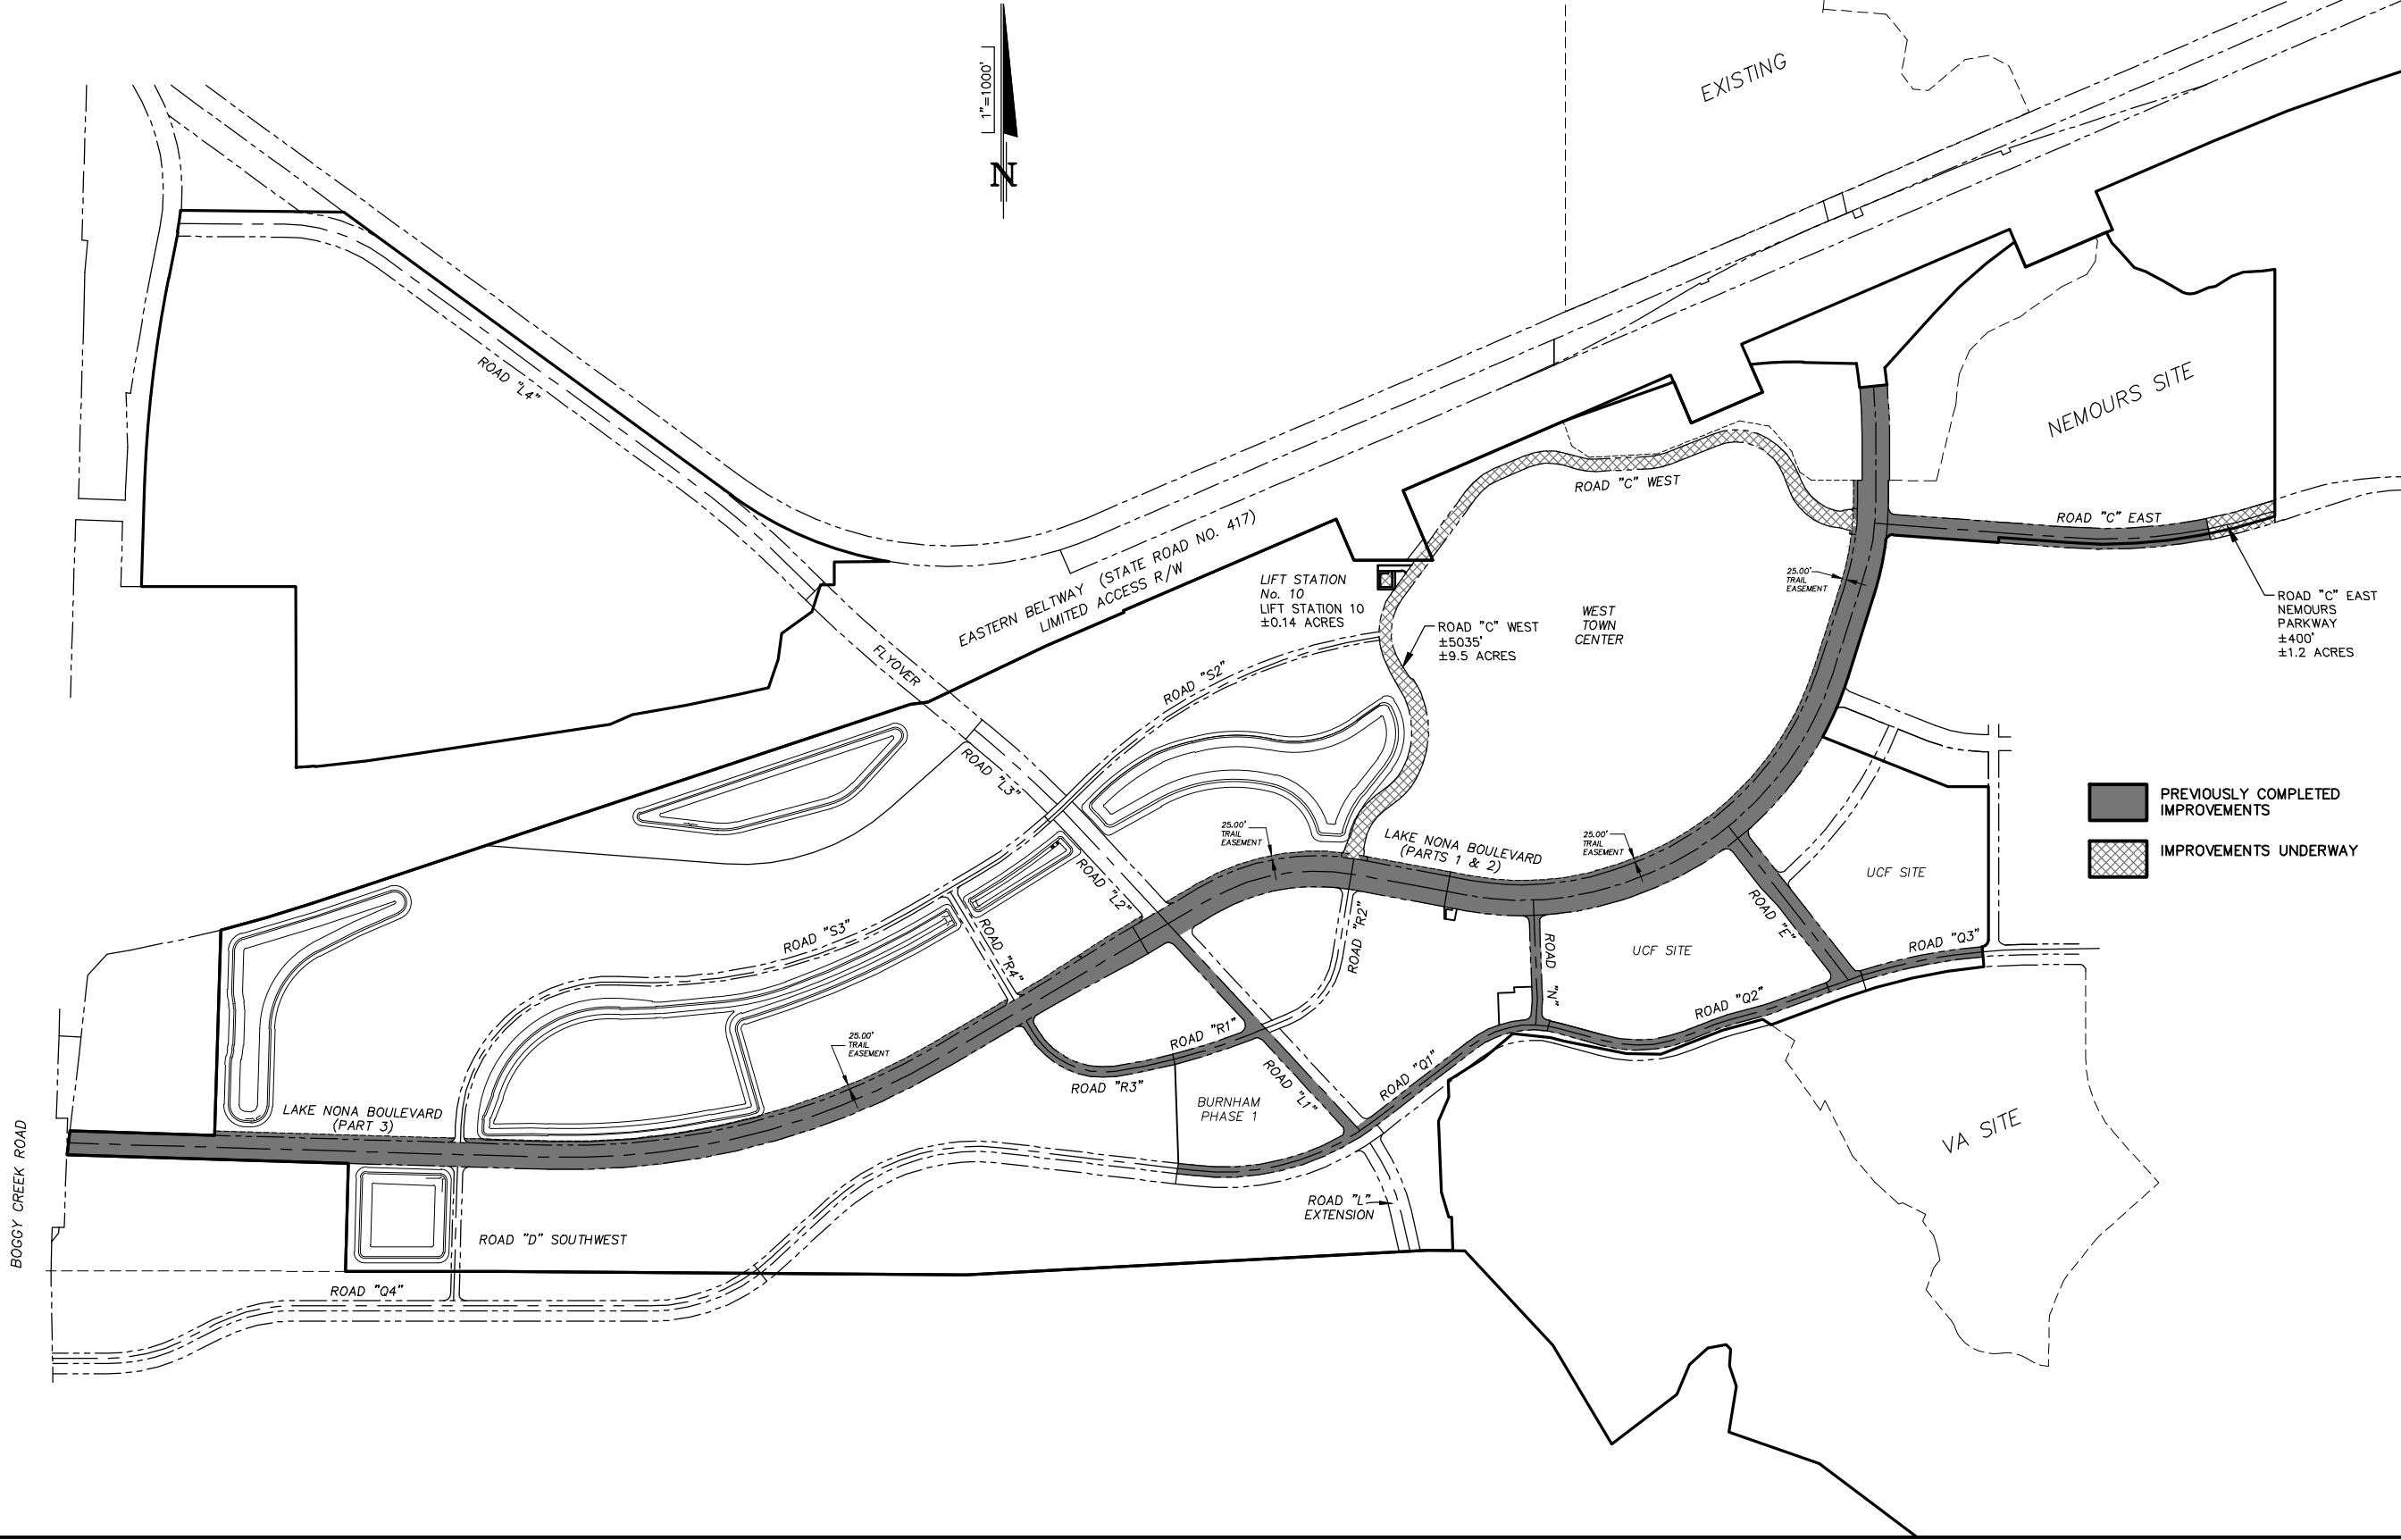 1"=1000'
N
EXISTING
ROAD "L4"
NEMOURS SITE
ROAD "C" WEST
ROAD "C" EAST
EASTERN BELTWAY (STATE ROAD NO. 417)
LIMITED ACCESS R/W
LIFT STATION
No. 10
LIFT STATION 10
±0.14 ACRES
25.00'
TRAIL
EASEMENT
WEST
TOWN
CENTER
ROAD "C" EAST
NEMOURS
PARKWAY
±400'
±1.2 ACRES
ROAD "C" WEST
±5035'
±9.5 ACRES
FLYOVER
ROAD "S2"
ROAD "L3"
PREVIOUSLY COMPLETED
IMPROVEMENTS
IMPROVEMENTS UNDERWAY
25.00'
TRAIL
EASEMENT
LAKE NONA BOULEVARD
(PARTS 1 & 2)
25.00'
TRAIL
EASEMENT
UCF SITE
ROAD "L2"
ROAD "E"
ROAD "S3"
ROAD "R4"
ROAD "R2"
ROAD "N"
UCF SITE
ROAD "Q3"
ROAD "Q2"
25.00'
TRAIL
EASEMENT
ROAD "R1"
ROAD "R3"
ROAD "L1"
ROAD "Q1"
BURNHAM
PHASE 1
LAKE NONA BOULEVARD
(PART 3)
VA SITE
BOGGY CREEK ROAD
ROAD "L"
EXTENSION
ROAD "D" SOUTHWEST
ROAD "Q4"